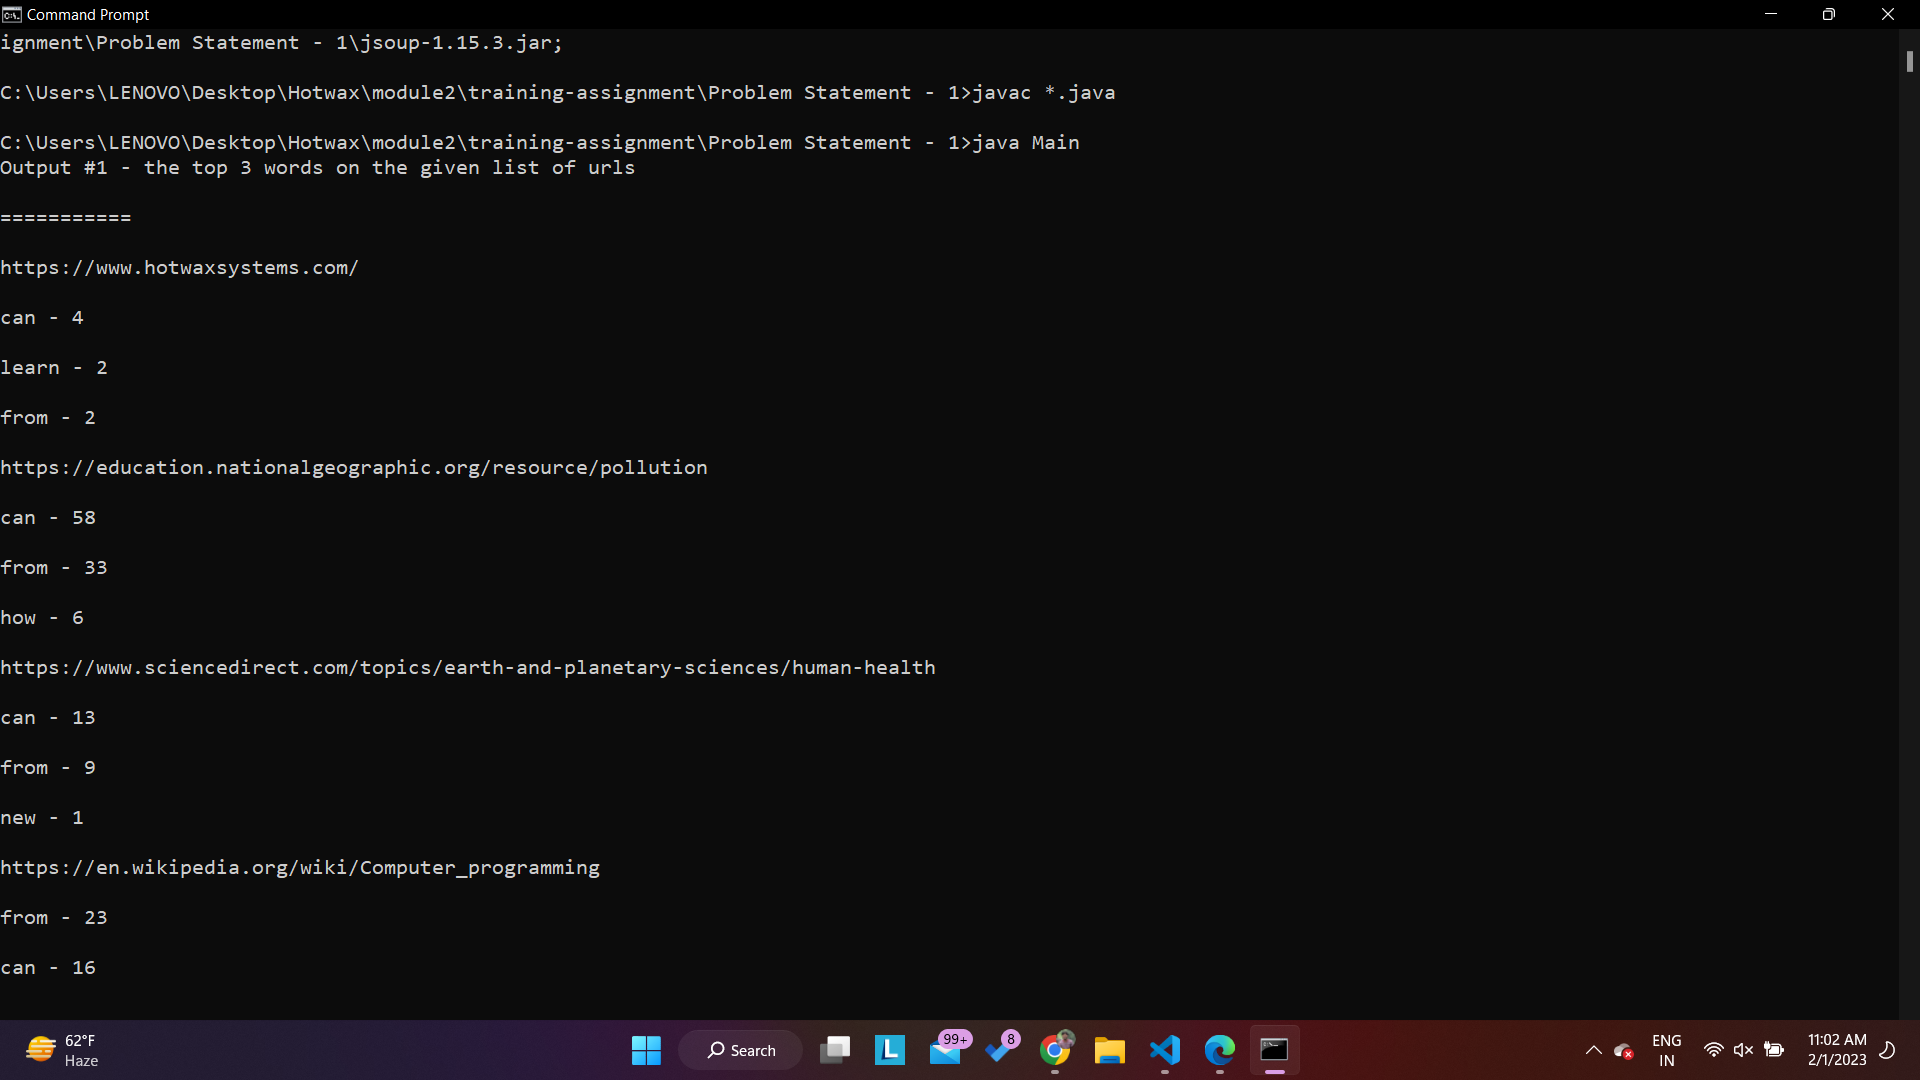 Command Prompt
ignment\Problem Statement - 1\jsoup-1.15.3.jar;
C:\Users\LENOVO\Desktop\Hotwax\module2\training-assignment\Problem Statement - 1>javac *.java
C:\Users\LENOVO\Desktop\Hotwax\module2\training-assignment\Problem Statement - 1>java Main
Output #1 - the top 3 words on the given list of urls
===========
https://www.hotwaxsystems.com/
can - 4
learn - 2
from - 2
https://education.nationalgeographic.org/resource/pollution
can - 58
from - 33
how - 6
https://www.sciencedirect.com/topics/earth-and-planetary-sciences/human-health
can - 13
from - 9
new - 1
https://en.wikipedia.org/wiki/Computer_programming
from - 23
can - 16
62°F
Haze
Search
L
99+
8
ENG
IN
11:02 AM
2/1/2023